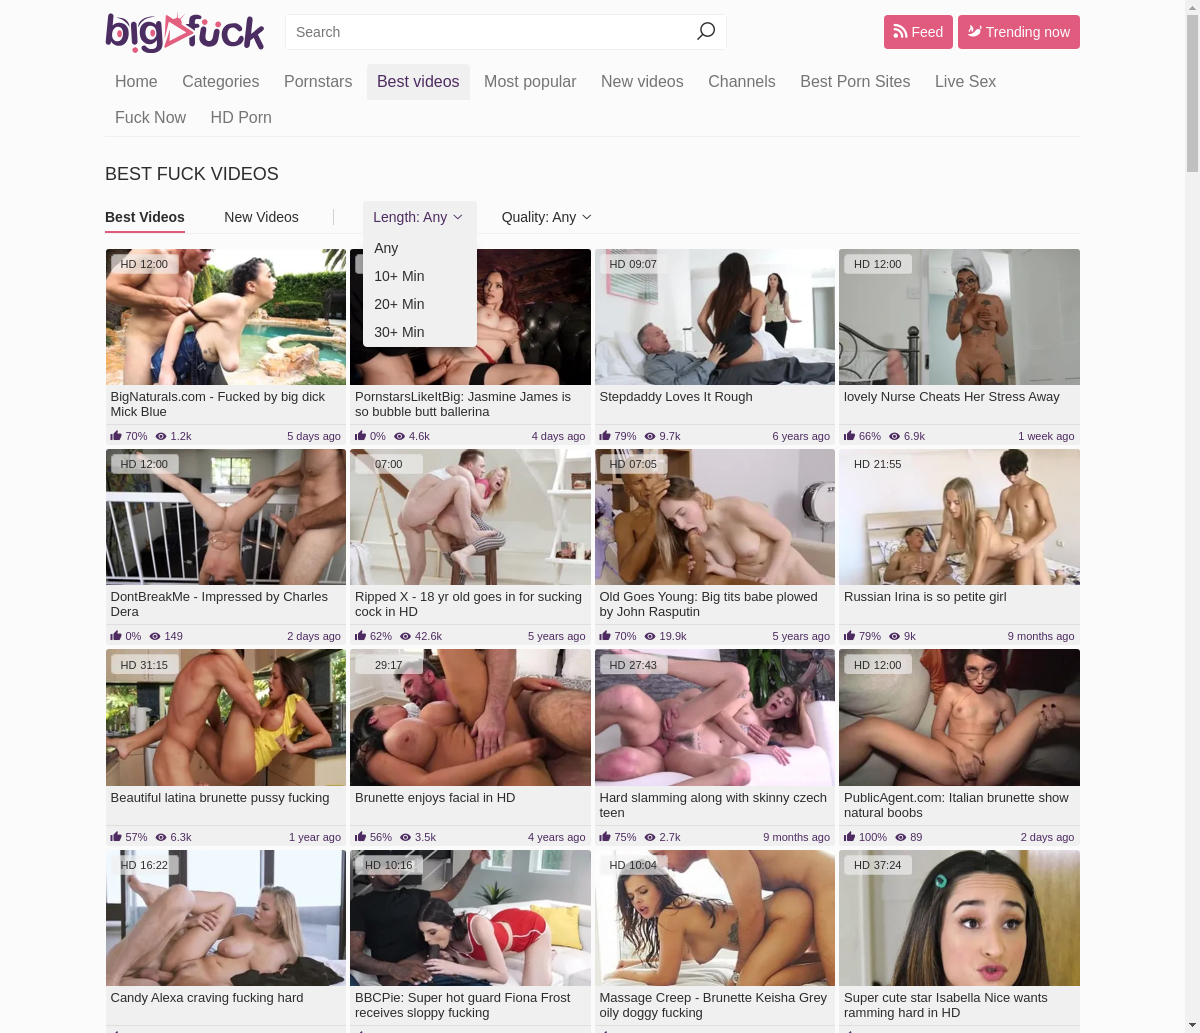 bigfuck
Search
Feed
Trending now
Home Categories Pornstars Best videos Most popular New videos Channels Best Porn Sites Live Sex
Fuck Now HD Porn
BEST FUCK VIDEOS
Best Videos New Videos Length: Any Quality: Any
Any
10+ Min
20+ Min
30+ Min
HD 12:00
BigNaturals.com - Fucked by big dick
Mick Blue
70% 1.2k 5 days ago
PornstarsLikeItBig: Jasmine James is
so bubble butt ballerina
0% 4.6k 4 days ago
HD 09:07
Stepdaddy Loves It Rough
79% 9.7k 6 years ago
HD 12:00
lovely Nurse Cheats Her Stress Away
66% 6.9k 1 week ago
HD 12:00
DontBreakMe - Impressed by Charles
Dera
0% 149 2 days ago
07:00
Ripped X - 18 yr old goes in for sucking
cock in HD
62% 42.6k 5 years ago
HD 07:05
Old Goes Young: Big tits babe plowed
by John Rasputin
70% 19.9k 5 years ago
HD 21:55
Russian Irina is so petite girl
79% 9k 9 months ago
HD 31:15
Beautiful latina brunette pussy fucking
57% 6.3k 1 year ago
29:17
Brunette enjoys facial in HD
56% 3.5k 4 years ago
HD 27:43
Hard slamming along with skinny czech
teen
75% 2.7k 9 months ago
HD 12:00
PublicAgent.com: Italian brunette show
natural boobs
100% 89 2 days ago
HD 16:22
Candy Alexa craving fucking hard
HD 10:16
BBCPie: Super hot guard Fiona Frost
receives sloppy fucking
HD 10:04
Massage Creep - Brunette Keisha Grey
oily doggy fucking
HD 37:24
Super cute star Isabella Nice wants
ramming hard in HD